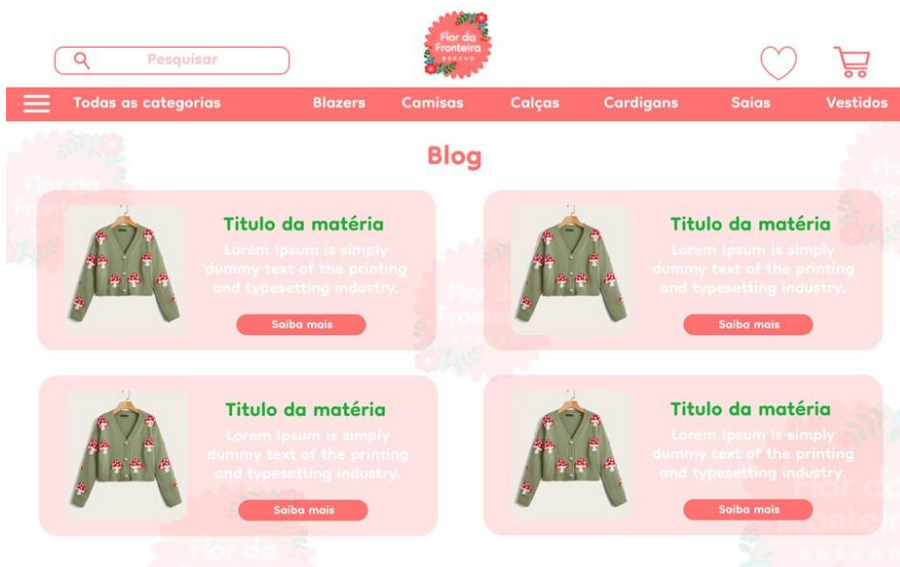 Flor da
Fronteira
BRECHÓ
Pesquisar
Todas as categorias
Blazers
Camisas
Calças
Cardigans
Saias
Vestidos
Blog
Titulo da matéria
Lorem Ipsum is simply
dummy text of the printing
and typesetting industry.
Saiba mais
Titulo da matéria
Lorem Ipsum is simply
dummy text of the printing
and typesetting industry.
Saiba mais
Titulo da matéria
Lorem Ipsum is simply
dummy text of the printing
and typesetting industry.
Saiba mais
Titulo da matéria
Lorem Ipsum is simply
dummy text of the printing
and typesetting industry.
Saiba mais
Flor da